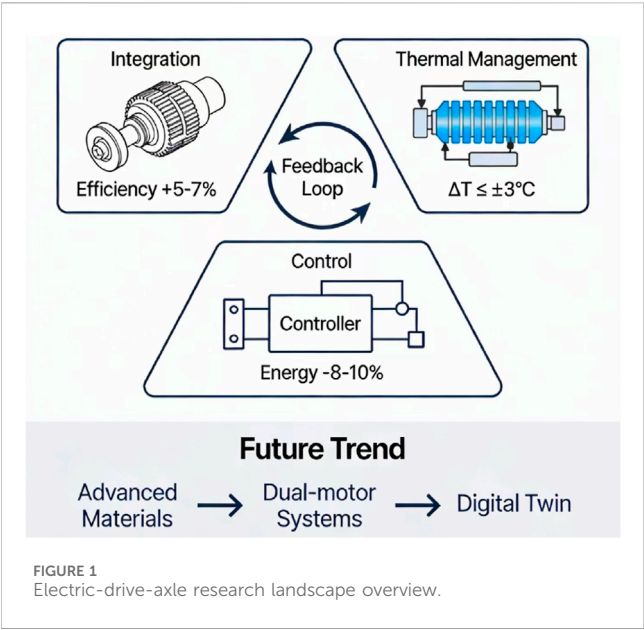 Integration
Efficiency +5-7%
Thermal Management
ΔT ≤ ±3°C
Feedback
Loop
Control
Controller
Energy -8-10%
Future Trend
Advanced
Materials
Dual-motor
Systems
Digital Twin
FIGURE 1
Electric-drive-axle research landscape overview.